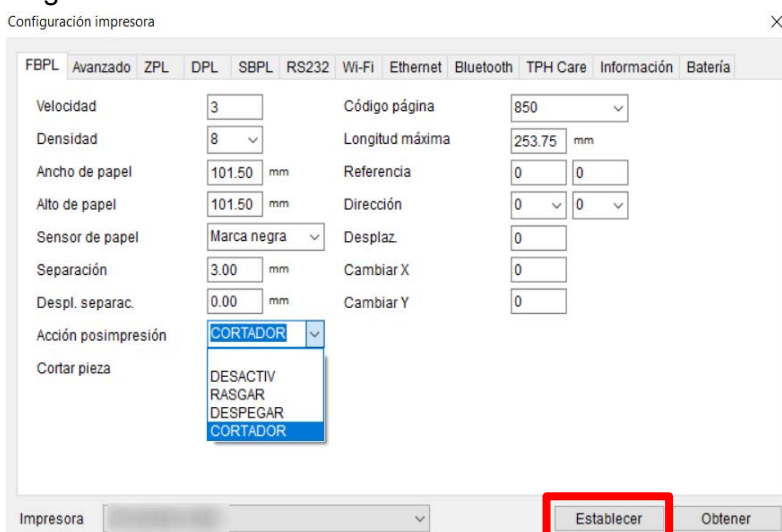 Configuración impresora
FBPL Avanzado ZPL DPL SBPL RS232 Wi-Fi Ethernet Bluetooth TPH Care Información Batería
Velocidad 3 Código página 850
Densidad 8 Longitud máxima 253.75 mm
Ancho de papel 101.50 mm Referencia 0 0
Alto de papel 101.50 mm Dirección 0 0
Sensor de papel Marca negra Desplaz. 0
Separación 3.00 mm Cambiar X 0
Despl. separac. 0.00 mm Cambiar Y 0
Acción posimpresión CORTADOR
Cortar pieza
DESACTIV
RASGAR
DESPEGAR
CORTADOR
Impresora Establecer Obtener